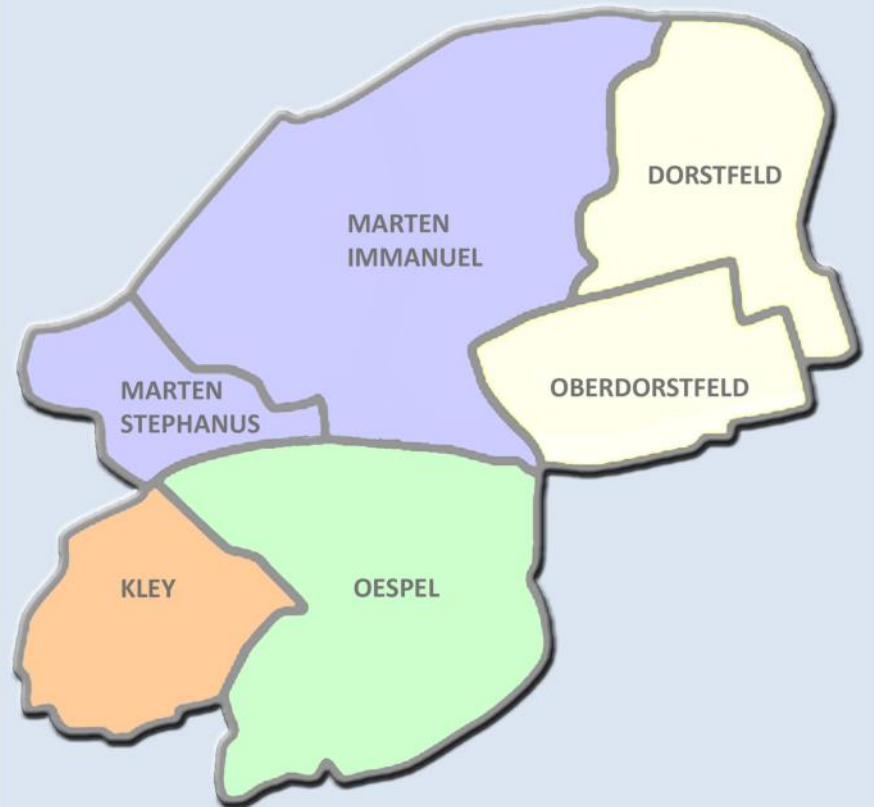 DORSTFELD
MARTEN
IMMANUEL
OBERDORSTFELD
MARTEN
STEPHANUS
KLEY
OESPEL